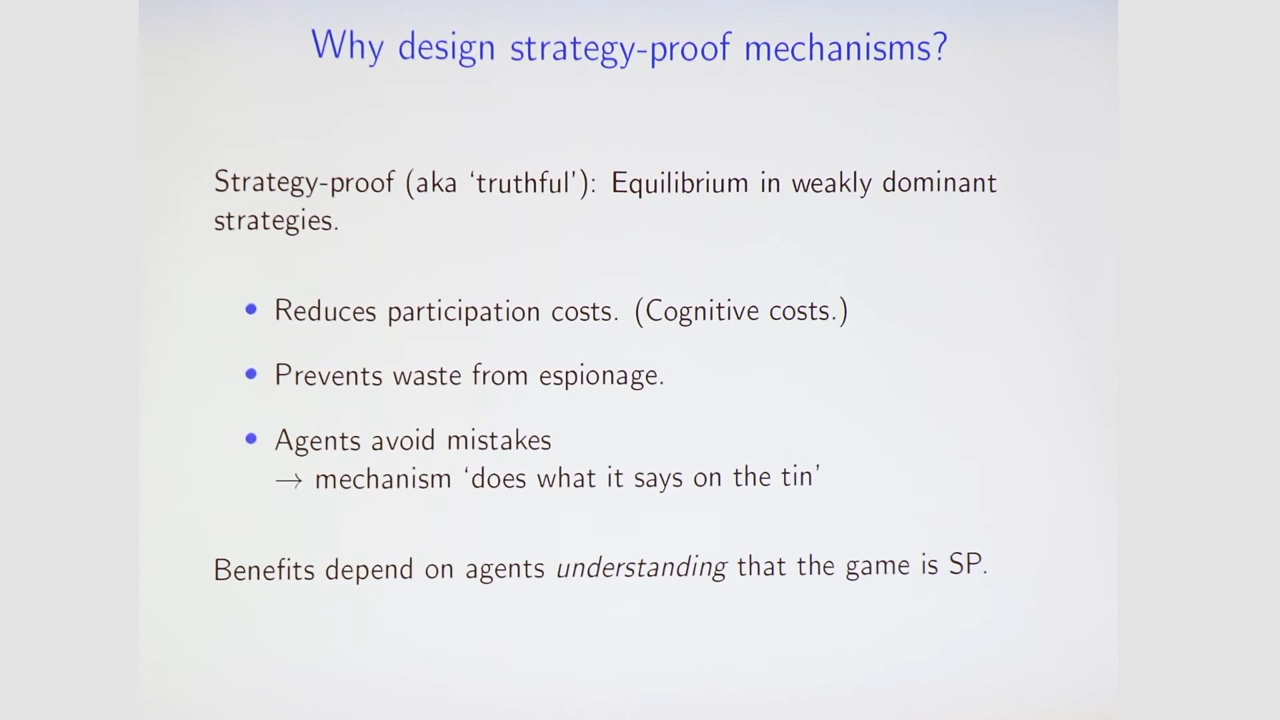 Why design strategy-proof mechanisms?
Strategy-proof (aka ‘truthful’): Equilibrium in weakly dominant
strategies.
• Reduces participation costs. (Cognitive costs.)
• Prevents waste from espionage.
• Agents avoid mistakes
→ mechanism ‘does what it says on the tin’
Benefits depend on agents understanding that the game is SP.